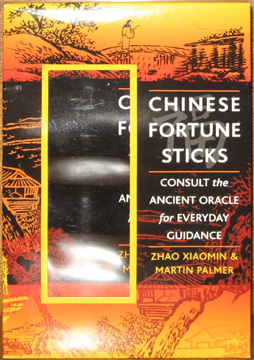 CHINESE
FORTUNE
STICKS
CONSULT the
ANCIENT ORACLE
for EVERYDAY
GUIDANCE
ZHAO XIAOMIN &
MARTIN PALMER